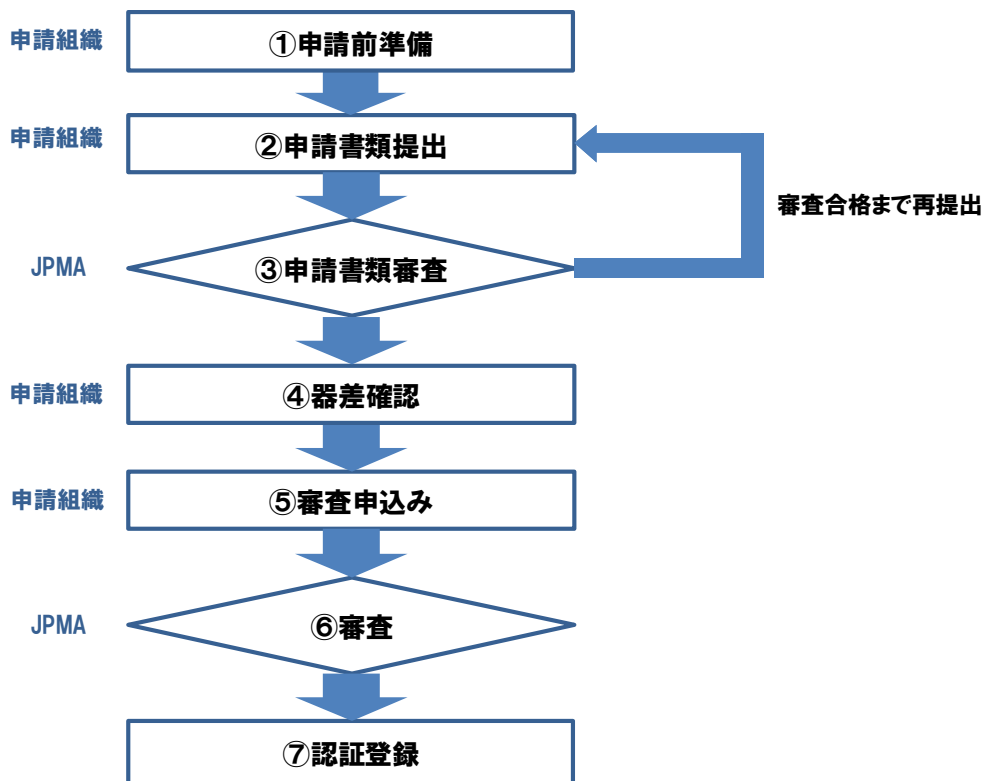 申請組織
①申請前準備
申請組織
②申請書類提出
審査合格まで再提出
JPMA
③申請書類審査
申請組織
④器差確認
申請組織
⑤審査申込み
JPMA
⑥審査
⑦認証登録